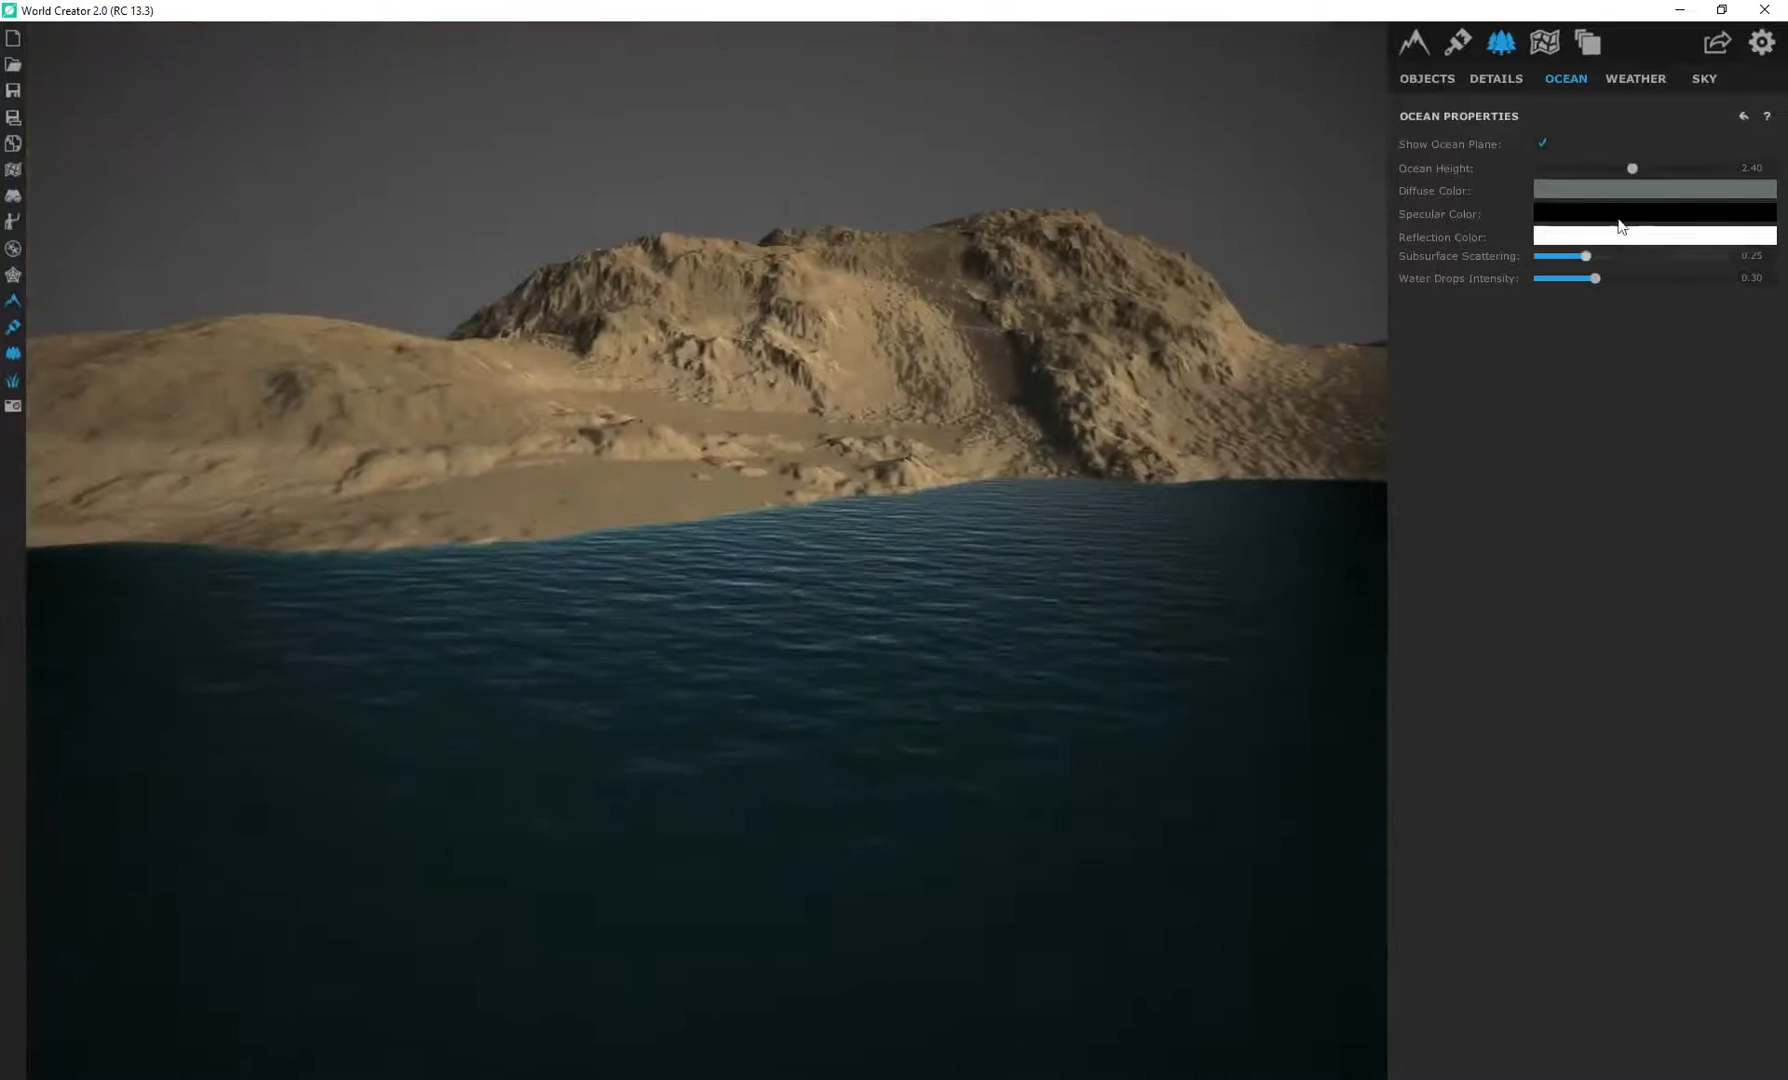 World Creator 2.0 (RC 13.3)
OBJECTS DETAILS OCEAN WEATHER SKY
OCEAN PROPERTIES ?
Show Ocean Plane:
Ocean Height: 2.40
Diffuse Color:
Specular Color:
Reflection Color:
Subsurface Scattering: 0.25
Water Drops Intensity: 0.30